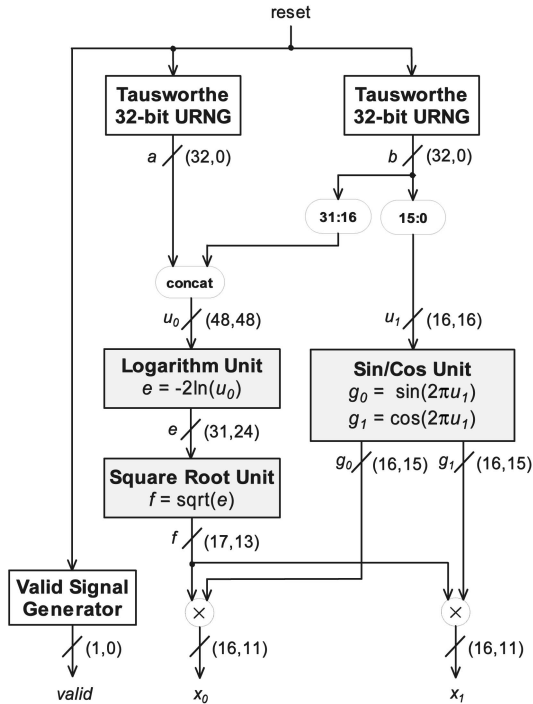 reset
Tausworthe
32-bit URNG
Tausworthe
32-bit URNG
a (32,0)
b (32,0)
31:16
15:0
concat
u0 (48,48)
u1 (16,16)
Logarithm Unit
e = -2ln(u0)
Sin/Cos Unit
g0 = sin(2πu1)
g1 = cos(2πu1)
e (31,24)
g0 (16,15)
g1 (16,15)
Square Root Unit
f = sqrt(e)
f (17,13)
Valid Signal
Generator
×
×
(1,0)
(16,11)
(16,11)
valid
x0
x1